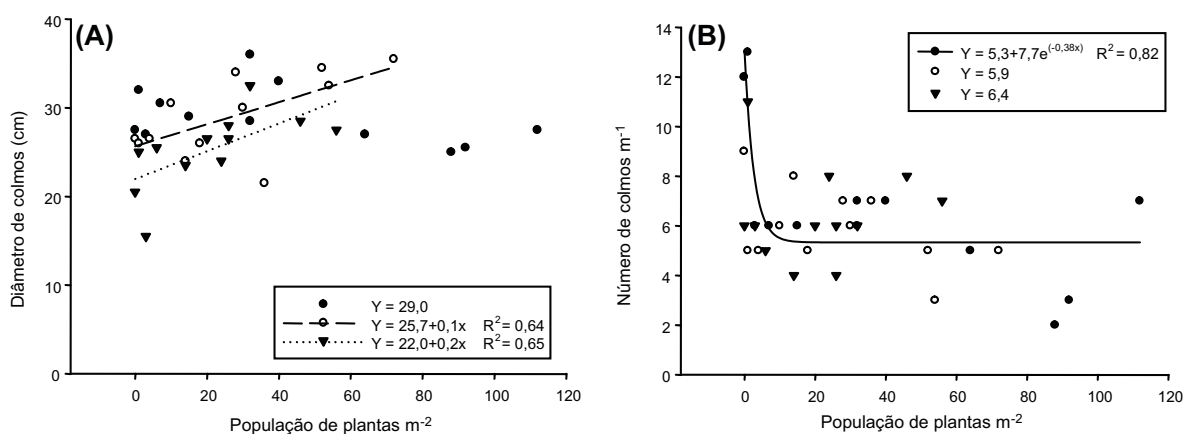 (A)
40
30
20
10
0
Diâmetro de colmos (cm)
Y = 29,0
Y = 25,7+0,1x R² = 0,64
Y = 22,0+0,2x R² = 0,65
0 20 40 60 80 100 120
População de plantas m⁻²
(B)
14
12
10
8
6
4
2
0
Número de colmos m⁻¹
Y = 5,3+7,7e⁽⁻⁰,³⁸ˣ⁾ R² = 0,82
Y = 5,9
Y = 6,4
0 20 40 60 80 100 120
População de plantas m⁻²